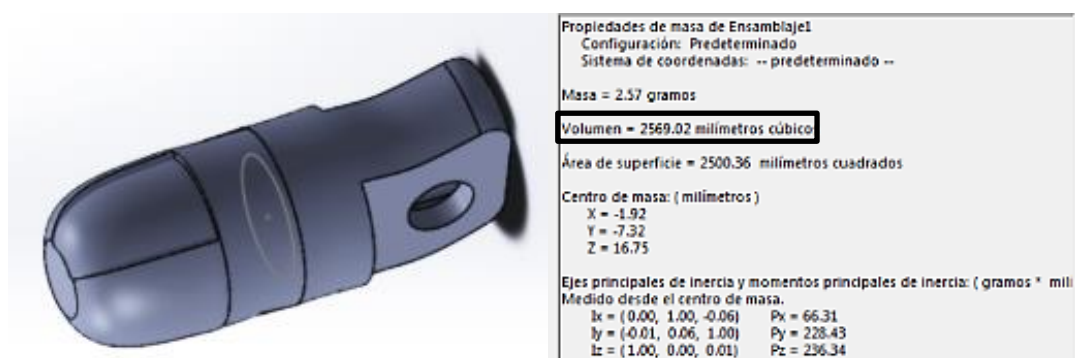 Propiedades de masa de Ensamblaje1
Configuración: Predeterminado
Sistema de coordenadas: -- predeterminado --
Masa = 2.57 gramos
Volumen = 2569.02 milímetros cúbico
Área de superficie = 2500.36 milímetros cuadrados
Centro de masa: ( milímetros )
X = -1.92
Y = -7.32
Z = 16.75
Ejes principales de inercia y momentos principales de inercia: ( gramos * mili
Medido desde el centro de masa.
Ix = ( 0.00, 1.00, -0.06) Px = 66.31
Iy = (-0.01, 0.06, 1.00) Py = 228.43
Iz = ( 1.00, 0.00, 0.01) Pz = 236.34